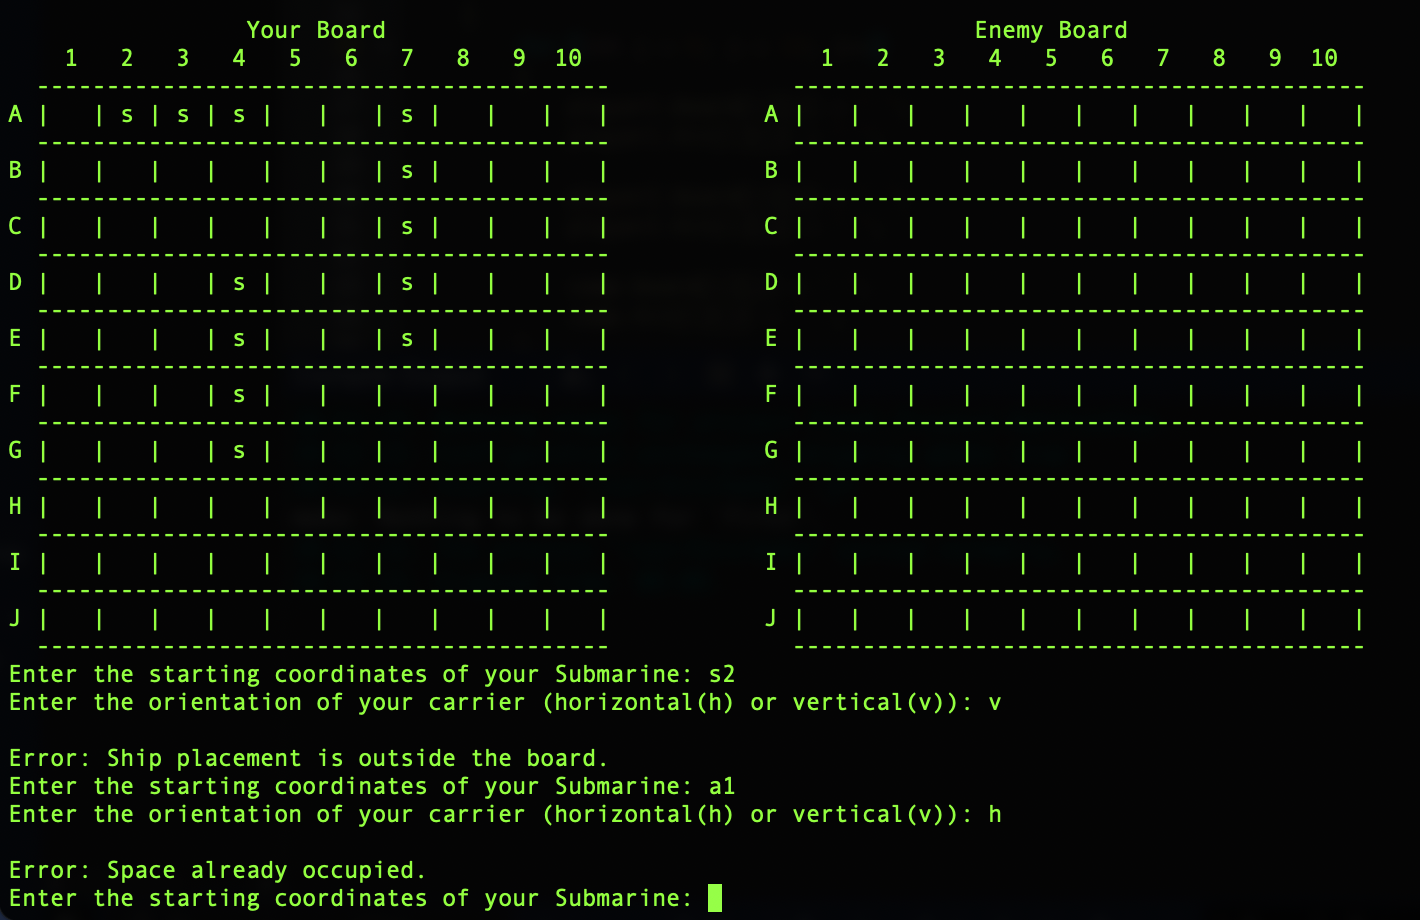 Your Board                                          Enemy Board
    1   2   3   4   5   6   7   8   9  10                 1   2   3   4   5   6   7   8   9  10
  -----------------------------------------             -----------------------------------------
A |   | s | s | s |   |   | s |   |   |   |           A |   |   |   |   |   |   |   |   |   |   |
  -----------------------------------------             -----------------------------------------
B |   |   |   |   |   |   | s |   |   |   |           B |   |   |   |   |   |   |   |   |   |   |
  -----------------------------------------             -----------------------------------------
C |   |   |   |   |   |   | s |   |   |   |           C |   |   |   |   |   |   |   |   |   |   |
  -----------------------------------------             -----------------------------------------
D |   |   |   | s |   |   | s |   |   |   |           D |   |   |   |   |   |   |   |   |   |   |
  -----------------------------------------             -----------------------------------------
E |   |   |   | s |   |   | s |   |   |   |           E |   |   |   |   |   |   |   |   |   |   |
  -----------------------------------------             -----------------------------------------
F |   |   |   | s |   |   |   |   |   |   |           F |   |   |   |   |   |   |   |   |   |   |
  -----------------------------------------             -----------------------------------------
G |   |   |   | s |   |   |   |   |   |   |           G |   |   |   |   |   |   |   |   |   |   |
  -----------------------------------------             -----------------------------------------
H |   |   |   |   |   |   |   |   |   |   |           H |   |   |   |   |   |   |   |   |   |   |
  -----------------------------------------             -----------------------------------------
I |   |   |   |   |   |   |   |   |   |   |           I |   |   |   |   |   |   |   |   |   |   |
  -----------------------------------------             -----------------------------------------
J |   |   |   |   |   |   |   |   |   |   |           J |   |   |   |   |   |   |   |   |   |   |
  -----------------------------------------             -----------------------------------------
Enter the starting coordinates of your Submarine: s2
Enter the orientation of your carrier (horizontal(h) or vertical(v)): v

Error: Ship placement is outside the board.
Enter the starting coordinates of your Submarine: a1
Enter the orientation of your carrier (horizontal(h) or vertical(v)): h

Error: Space already occupied.
Enter the starting coordinates of your Submarine: